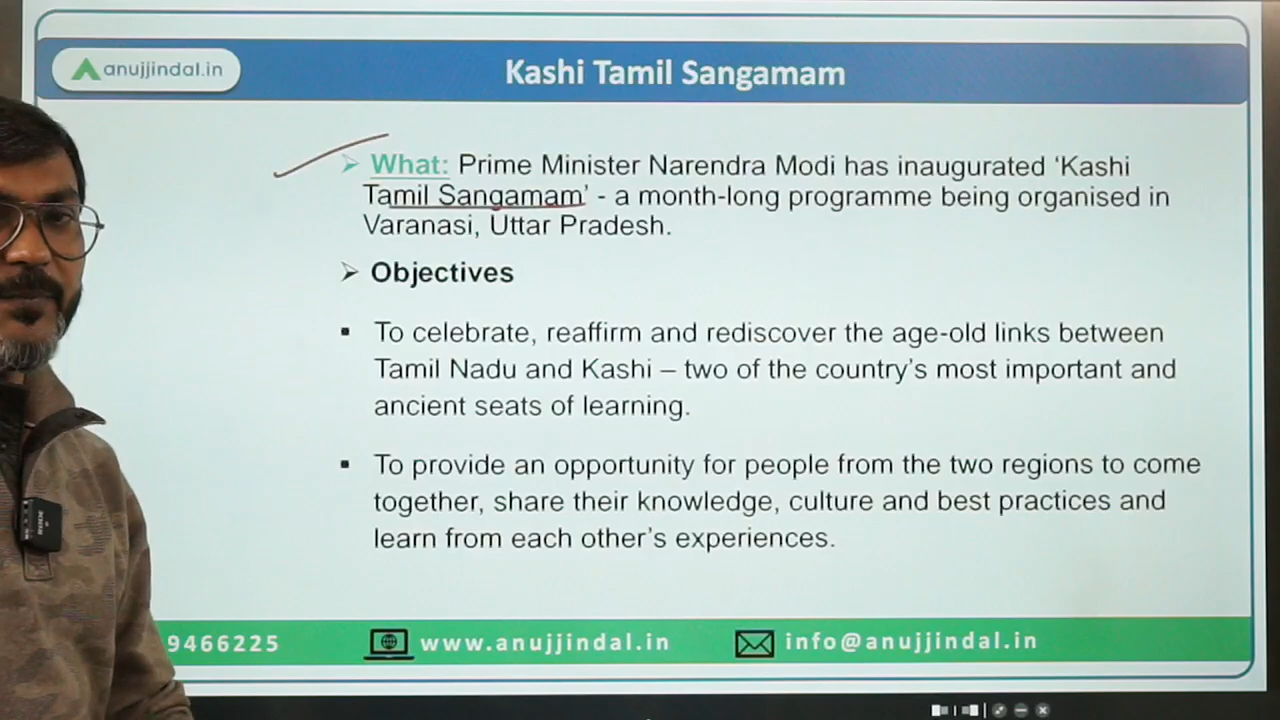 anujjindal.in
Kashi Tamil Sangamam
What: Prime Minister Narendra Modi has inaugurated ‘Kashi
Tamil Sangamam’ - a month-long programme being organised in
Varanasi, Uttar Pradesh.
Objectives
To celebrate, reaffirm and rediscover the age-old links between
Tamil Nadu and Kashi – two of the country’s most important and
ancient seats of learning.
To provide an opportunity for people from the two regions to come
together, share their knowledge, culture and best practices and
learn from each other’s experiences.
9466225 www.anujjindal.in info@anujjindal.in